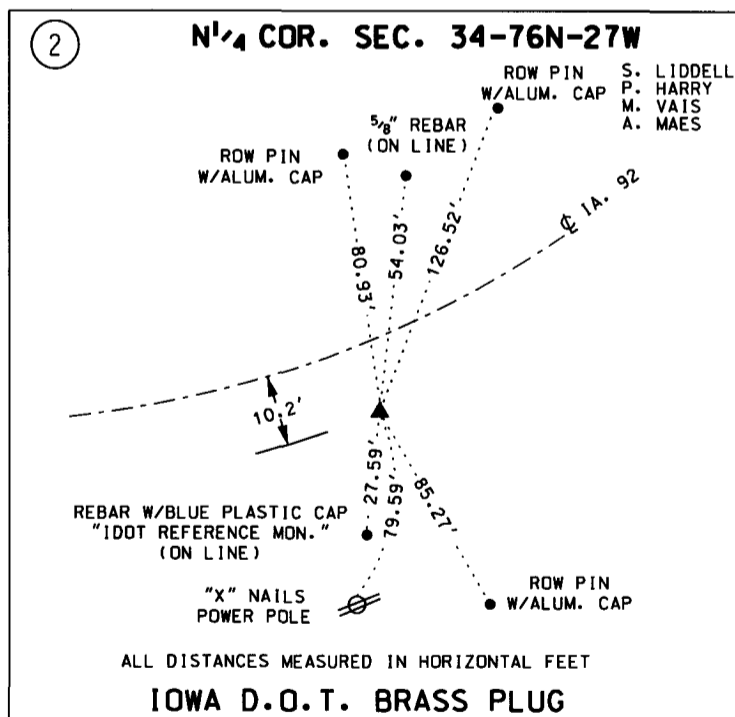 2
N 1/4 COR. SEC. 34-76N-27W
ROW PIN
W/ALUM. CAP
S. LIDDELL
P. HARRY
M. VAIS
A. MAES
5/8" REBAR
(ON LINE)
ROW PIN
W/ALUM. CAP
℄ IA. 92
80.93'
54.03'
126.52'
10.2'
27.59'
79.59'
85.27'
REBAR W/BLUE PLASTIC CAP
"IDOT REFERENCE MON."
(ON LINE)
"X" NAILS
POWER POLE
ROW PIN
W/ALUM. CAP
ALL DISTANCES MEASURED IN HORIZONTAL FEET
IOWA D.O.T. BRASS PLUG